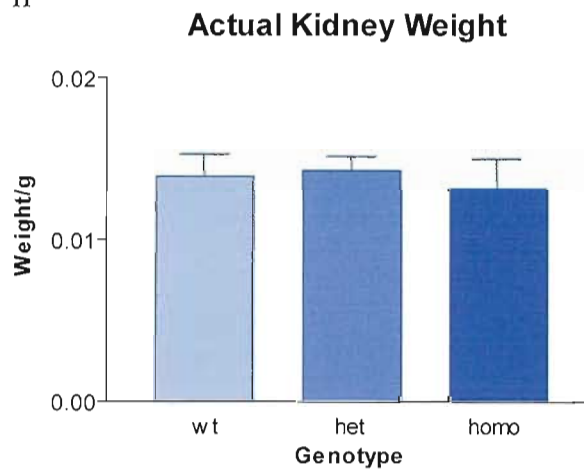 Actual Kidney Weight
0.02
0.01
0.00
Weight/g
wt het homo
Genotype